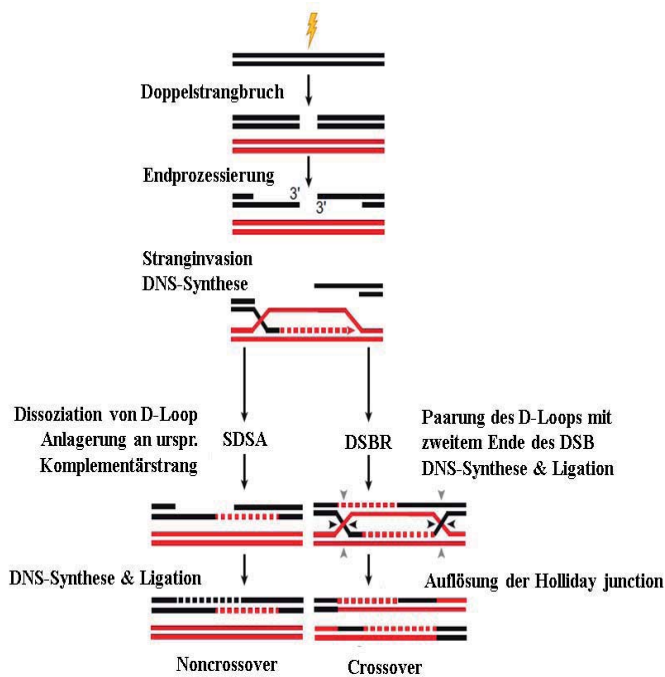 Doppelstrangbruch
Endprozessierung
3'
3'
Stranginvasion
DNS-Synthese
Dissoziation von D-Loop
Anlagerung an urspr.
Komplementärstrang
SDSA
DSBR
Paarung des D-Loops mit
zweitem Ende des DSB
DNS-Synthese & Ligation
DNS-Synthese & Ligation
Auflösung der Holliday junction
Noncrossover
Crossover